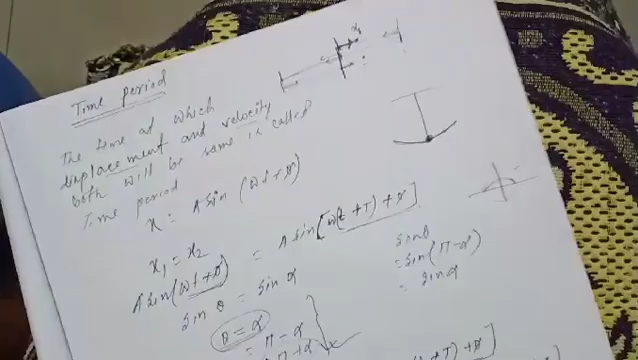 Time period
The time at which
displacement and velocity
both will be same is called
Time period
x = A sin (ωt + φ)
x₁ = x₂
A sin(ωt + φ) = A sin[ω(t + T) + φ]
sin θ = sin α
θ = α
= π - α
π + α
sin θ
= sin(π - α)
= sin α
x₁
+ T) + φ]